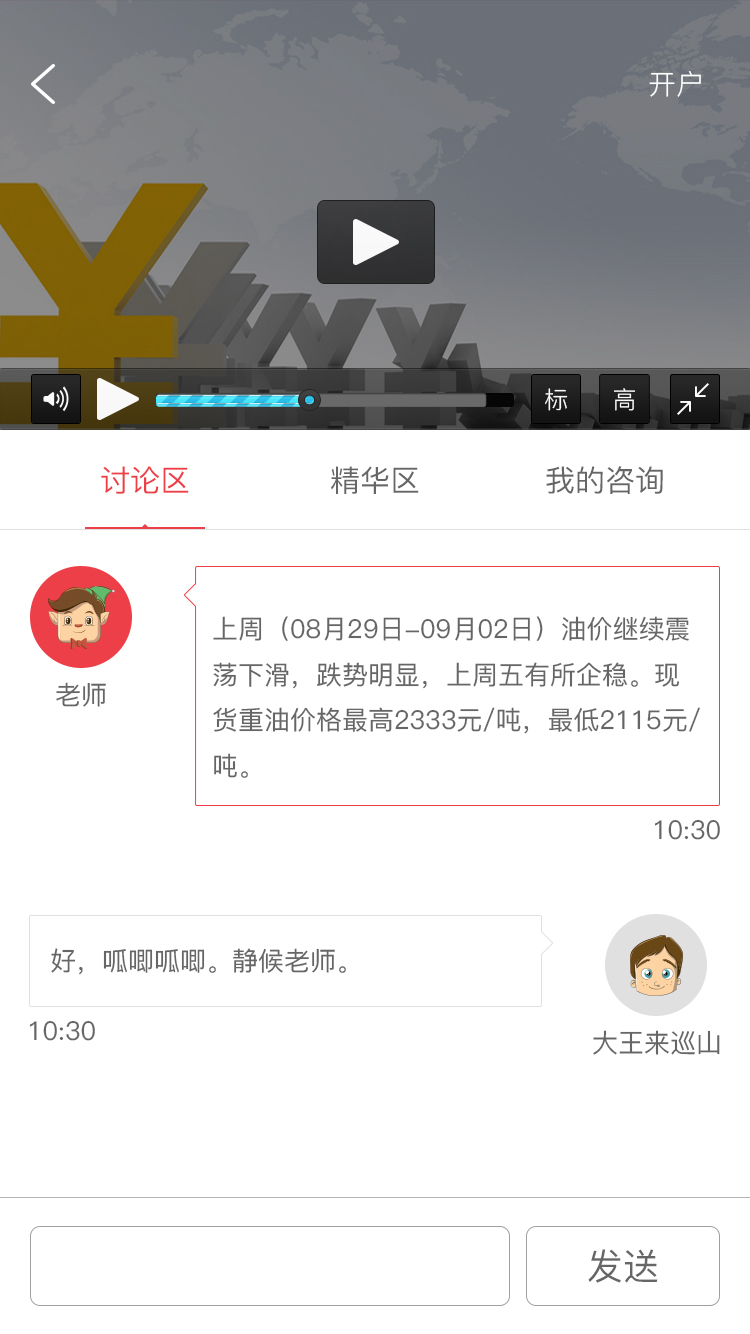 开户
标 高
讨论区 精华区 我的咨询
上周（08月29日-09月02日）油价继续震
荡下滑，跌势明显，上周五有所企稳。现
货重油价格最高2333元/吨，最低2115元/
吨。
老师
10:30
好，呱唧呱唧。静候老师。
10:30
大王来巡山
发送